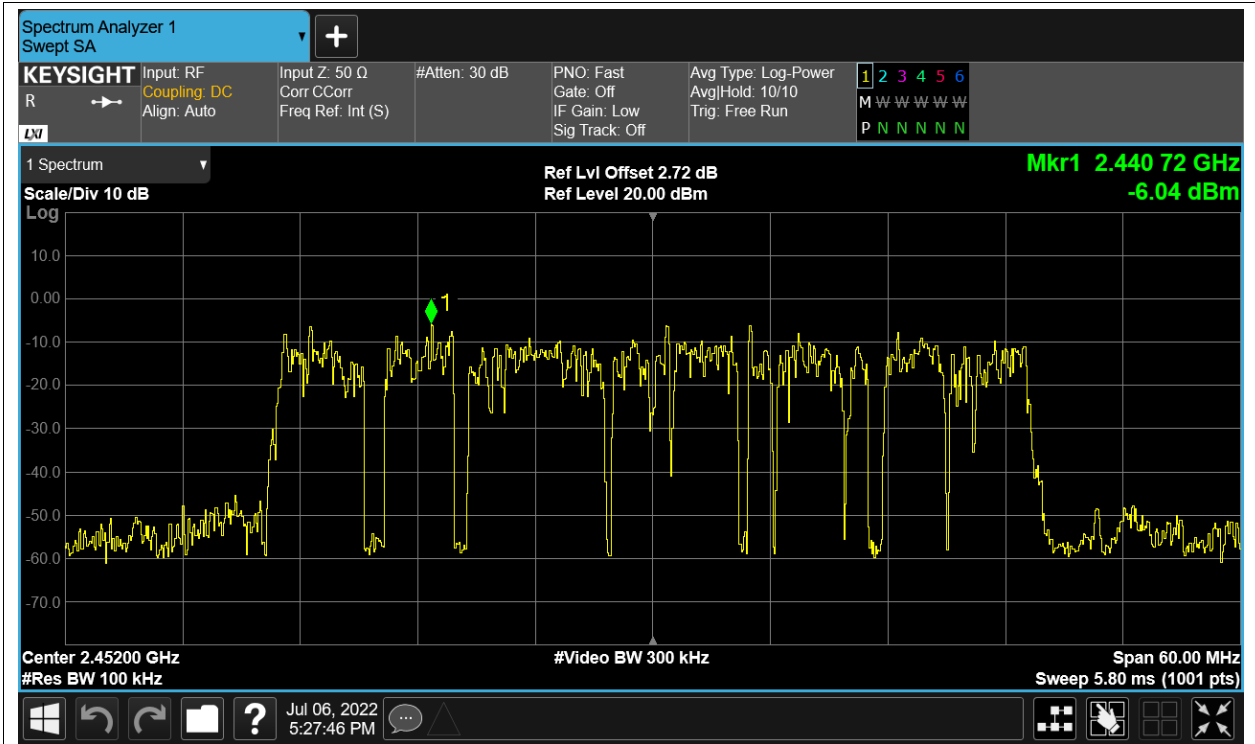 Spectrum Analyzer 1
Swept SA
KEYSIGHT
R
LXI
Input: RF
Coupling: DC
Align: Auto
Input Z: 50 Ω
Corr CCorr
Freq Ref: Int (S)
#Atten: 30 dB
PNO: Fast
Gate: Off
IF Gain: Low
Sig Track: Off
Avg Type: Log-Power
Avg|Hold: 10/10
Trig: Free Run
1 2 3 4 5 6
M W W W W W
P N N N N N
1 Spectrum
Scale/Div 10 dB
Ref Lvl Offset 2.72 dB
Ref Level 20.00 dBm
Mkr1 2.440 72 GHz
-6.04 dBm
Log
10.0
0.00
-10.0
-20.0
-30.0
-40.0
-50.0
-60.0
-70.0
1
Center 2.45200 GHz
#Res BW 100 kHz
#Video BW 300 kHz
Span 60.00 MHz
Sweep 5.80 ms (1001 pts)
?
Jul 06, 2022
5:27:46 PM